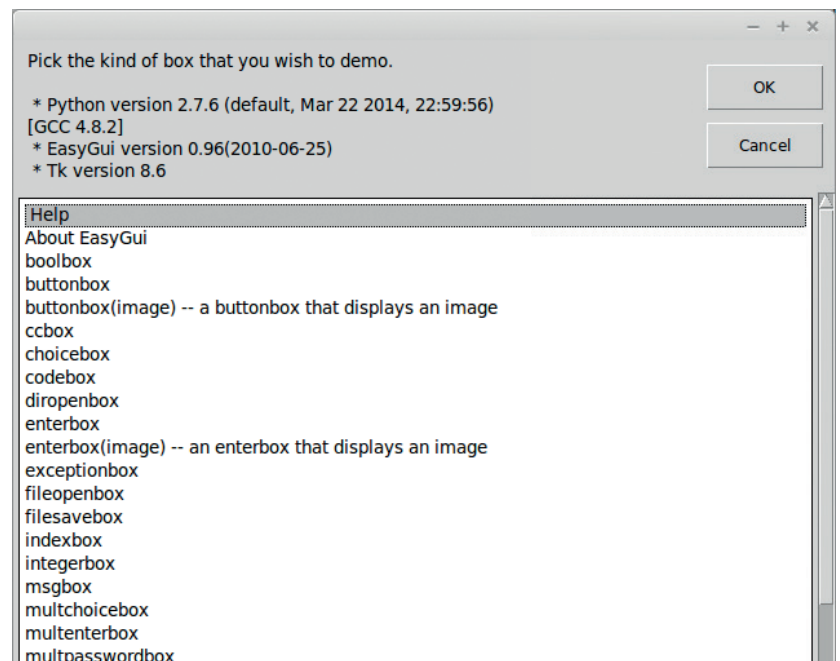 Pick the kind of box that you wish to demo.
* Python version 2.7.6 (default, Mar 22 2014, 22:59:56)
[GCC 4.8.2]
* EasyGui version 0.96(2010-06-25)
* Tk version 8.6
OK
Cancel
Help
About EasyGui
boolbox
buttonbox
buttonbox(image) -- a buttonbox that displays an image
ccbox
choicebox
codebox
diropenbox
enterbox
enterbox(image) -- an enterbox that displays an image
exceptionbox
fileopenbox
filesavebox
indexbox
integerbox
msgbox
multchoicebox
multenterbox
multpasswordbox